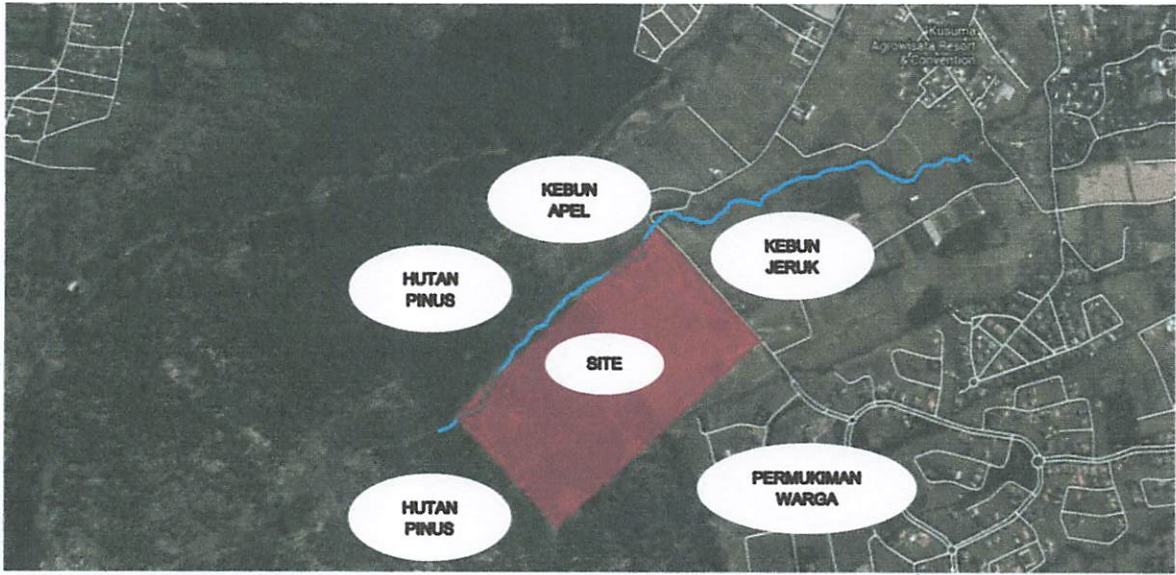 Kusuma
Agrowisata Resort
& Convention
KEBUN
APEL
KEBUN
JERUK
HUTAN
PINUS
SITE
PERMUKIMAN
WARGA
HUTAN
PINUS